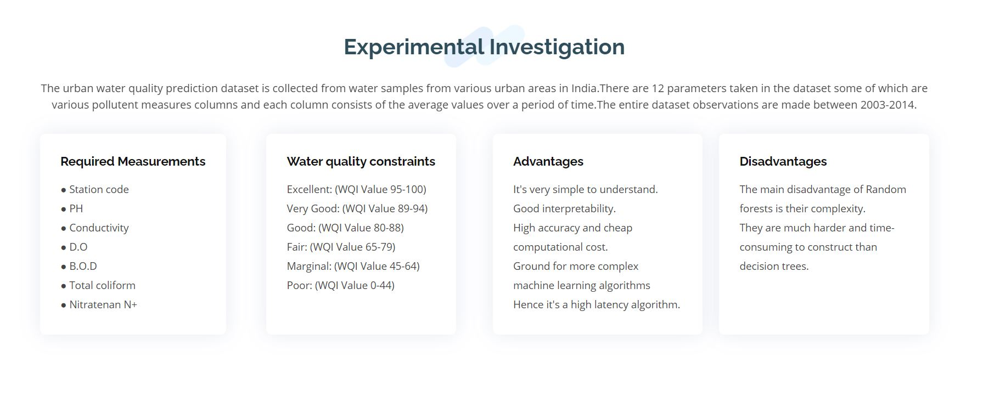 Experimental Investigation
The urban water quality prediction dataset is collected from water samples from various urban areas in India.There are 12 parameters taken in the dataset some of which are
various pollutent measures columns and each column consists of the average values over a period of time.The entire dataset observations are made between 2003-2014.
Required Measurements
● Station code
● PH
● Conductivity
● D.O
● B.O.D
● Total coliform
● Nitratenan N+
Water quality constraints
Excellent: (WQI Value 95-100)
Very Good: (WQI Value 89-94)
Good: (WQI Value 80-88)
Fair: (WQI Value 65-79)
Marginal: (WQI Value 45-64)
Poor: (WQI Value 0-44)
Advantages
It's very simple to understand.
Good interpretability.
High accuracy and cheap
computational cost.
Ground for more complex
machine learning algorithms
Hence it's a high latency algorithm.
Disadvantages
The main disadvantage of Random
forests is their complexity.
They are much harder and time-
consuming to construct than
decision trees.